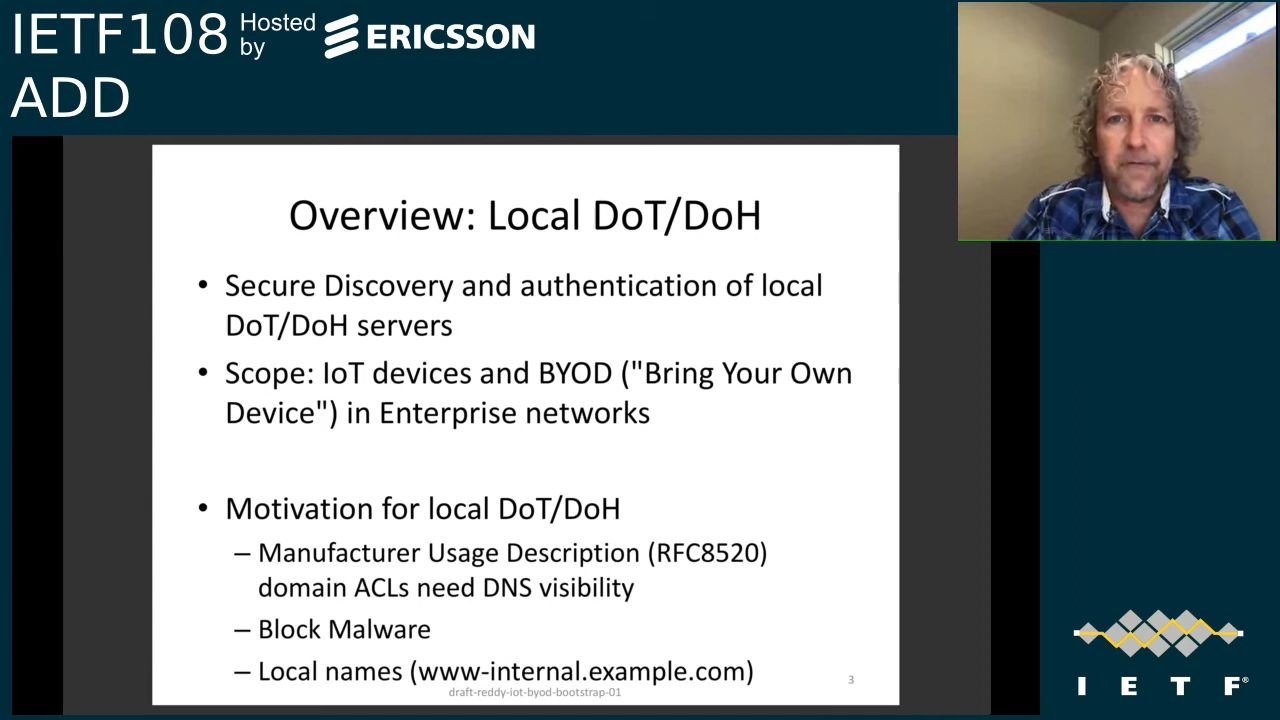 IETF108 Hosted by ERICSSON
ADD
Overview: Local DoT/DoH
• Secure Discovery and authentication of local
DoT/DoH servers
• Scope: IoT devices and BYOD ("Bring Your Own
Device") in Enterprise networks
• Motivation for local DoT/DoH
– Manufacturer Usage Description (RFC8520)
domain ACLs need DNS visibility
– Block Malware
– Local names (www-internal.example.com)
draft-reddy-iot-byod-bootstrap-01
3
I E T F®